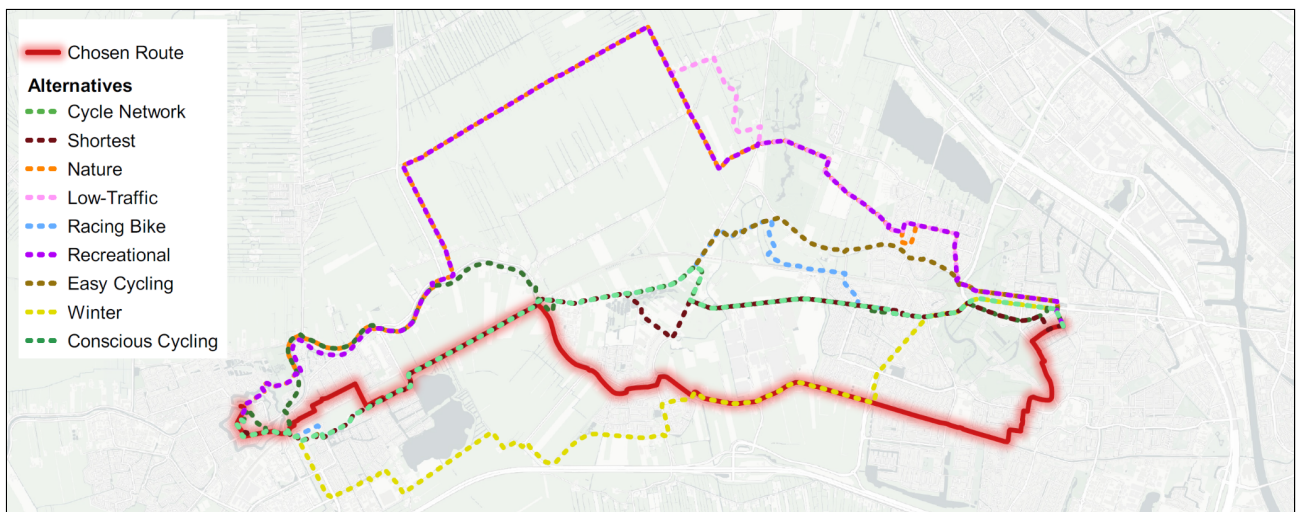 Chosen Route
Alternatives
Cycle Network
Shortest
Nature
Low-Traffic
Racing Bike
Recreational
Easy Cycling
Winter
Conscious Cycling